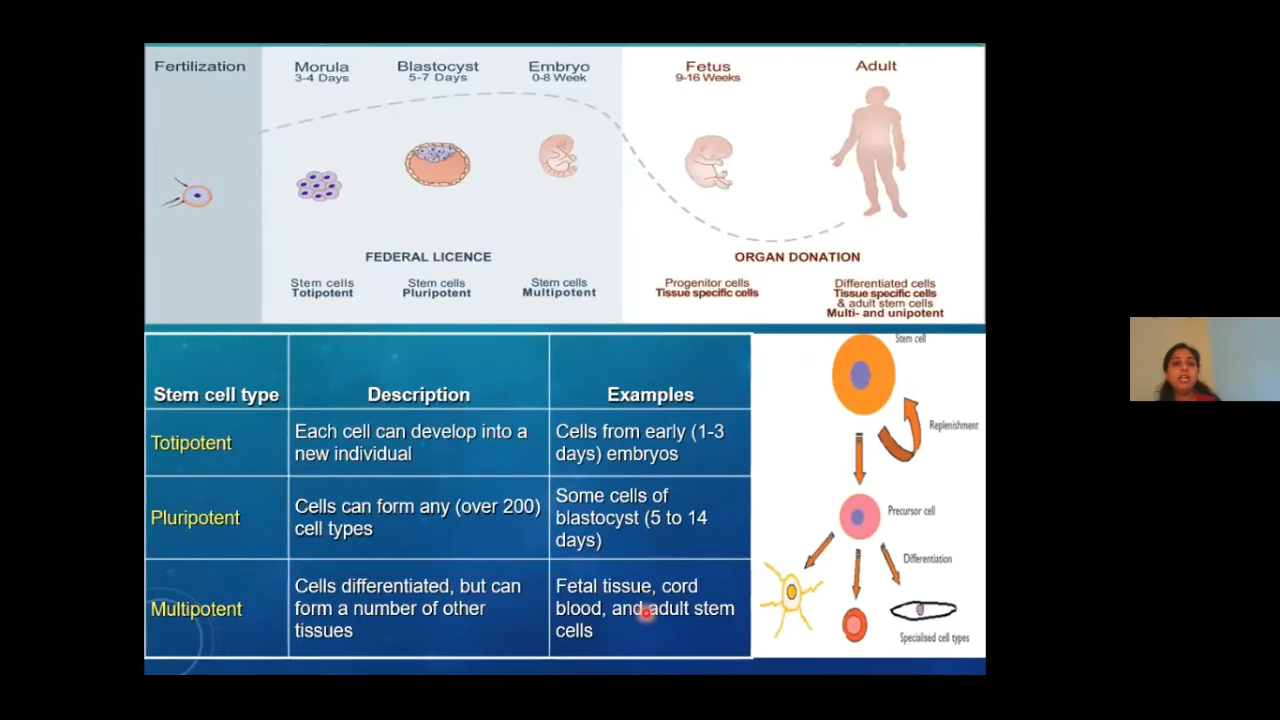 Fertilization
Morula
3-4 Days
Blastocyst
5-7 Days
Embryo
0-8 Week
Fetus
9-16 Weeks
Adult
FEDERAL LICENCE
ORGAN DONATION
Stem cells
Totipotent
Stem cells
Pluripotent
Stem cells
Multipotent
Progenitor cells
Tissue specific cells
Differentiated cells
Tissue specific cells
& adult stem cells
Multi- and unipotent
Stem cell type
Description
Examples
Totipotent
Each cell can develop into a
new individual
Cells from early (1-3
days) embryos
Pluripotent
Cells can form any (over 200)
cell types
Some cells of
blastocyst (5 to 14
days)
Multipotent
Cells differentiated, but can
form a number of other
tissues
Fetal tissue, cord
blood, and adult stem
cells
Stem cell
Replenishment
Precursor cell
Differentiation
Specialised cell types